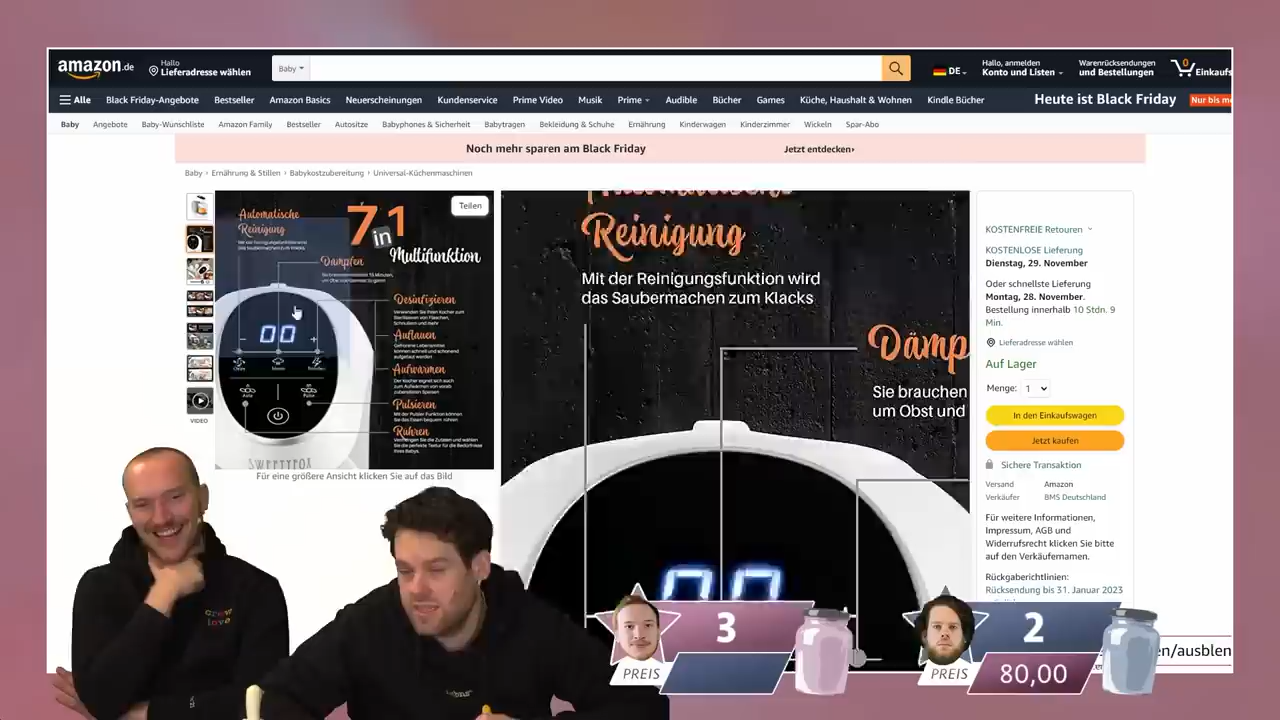 amazon.de
Hallo
Lieferadresse wählen
Baby
DE
Hallo, anmelden
Konto und Listen
Warenrücksendungen
und Bestellungen
0
Einkaufs
Alle
Black Friday-Angebote
Bestseller
Amazon Basics
Neuerscheinungen
Kundenservice
Prime Video
Musik
Prime
Audible
Bücher
Games
Küche, Haushalt & Wohnen
Kindle Bücher
Heute ist Black Friday
Nur bis m
Baby
Angebote
Baby-Wunschliste
Amazon Family
Bestseller
Autositze
Babyphones & Sicherheit
Babytragen
Bekleidung & Schuhe
Ernährung
Kinderwagen
Kinderzimmer
Wickeln
Spar-Abo
Noch mehr sparen am Black Friday
Jetzt entdecken›
Baby › Ernährung & Stillen › Babykostzubereitung › Universal-Küchenmaschinen
Teilen
Automatische
Reinigung
7 in 1
Multifunktion
Dampfen
Desinfizieren
Auftauen
Aufwärmen
Pulsieren
Rühren
00
SWEETYFOX
VIDEO
Für eine größere Ansicht klicken Sie auf das Bild
Reinigung
Mit der Reinigungsfunktion wird
das Saubermachen zum Klacks
Dämp
Sie brauchen
um Obst und
00
KOSTENFREIE Retouren
KOSTENLOSE Lieferung
Dienstag, 29. November
Oder schnellste Lieferung
Montag, 28. November.
Bestellung innerhalb 10 Stdn. 9
Min.
Lieferadresse wählen
Auf Lager
Menge: 1
In den Einkaufswagen
Jetzt kaufen
Sichere Transaktion
Versand Amazon
Verkäufer BMS Deutschland
Für weitere Informationen,
Impressum, AGB und
Widerrufsrecht klicken Sie bitte
auf den Verkäufernamen.
Rückgaberichtlinien:
Rücksendung bis 31. Januar 2023
en/ausblen
grow
love
3
PREIS
2
PREIS
80,00